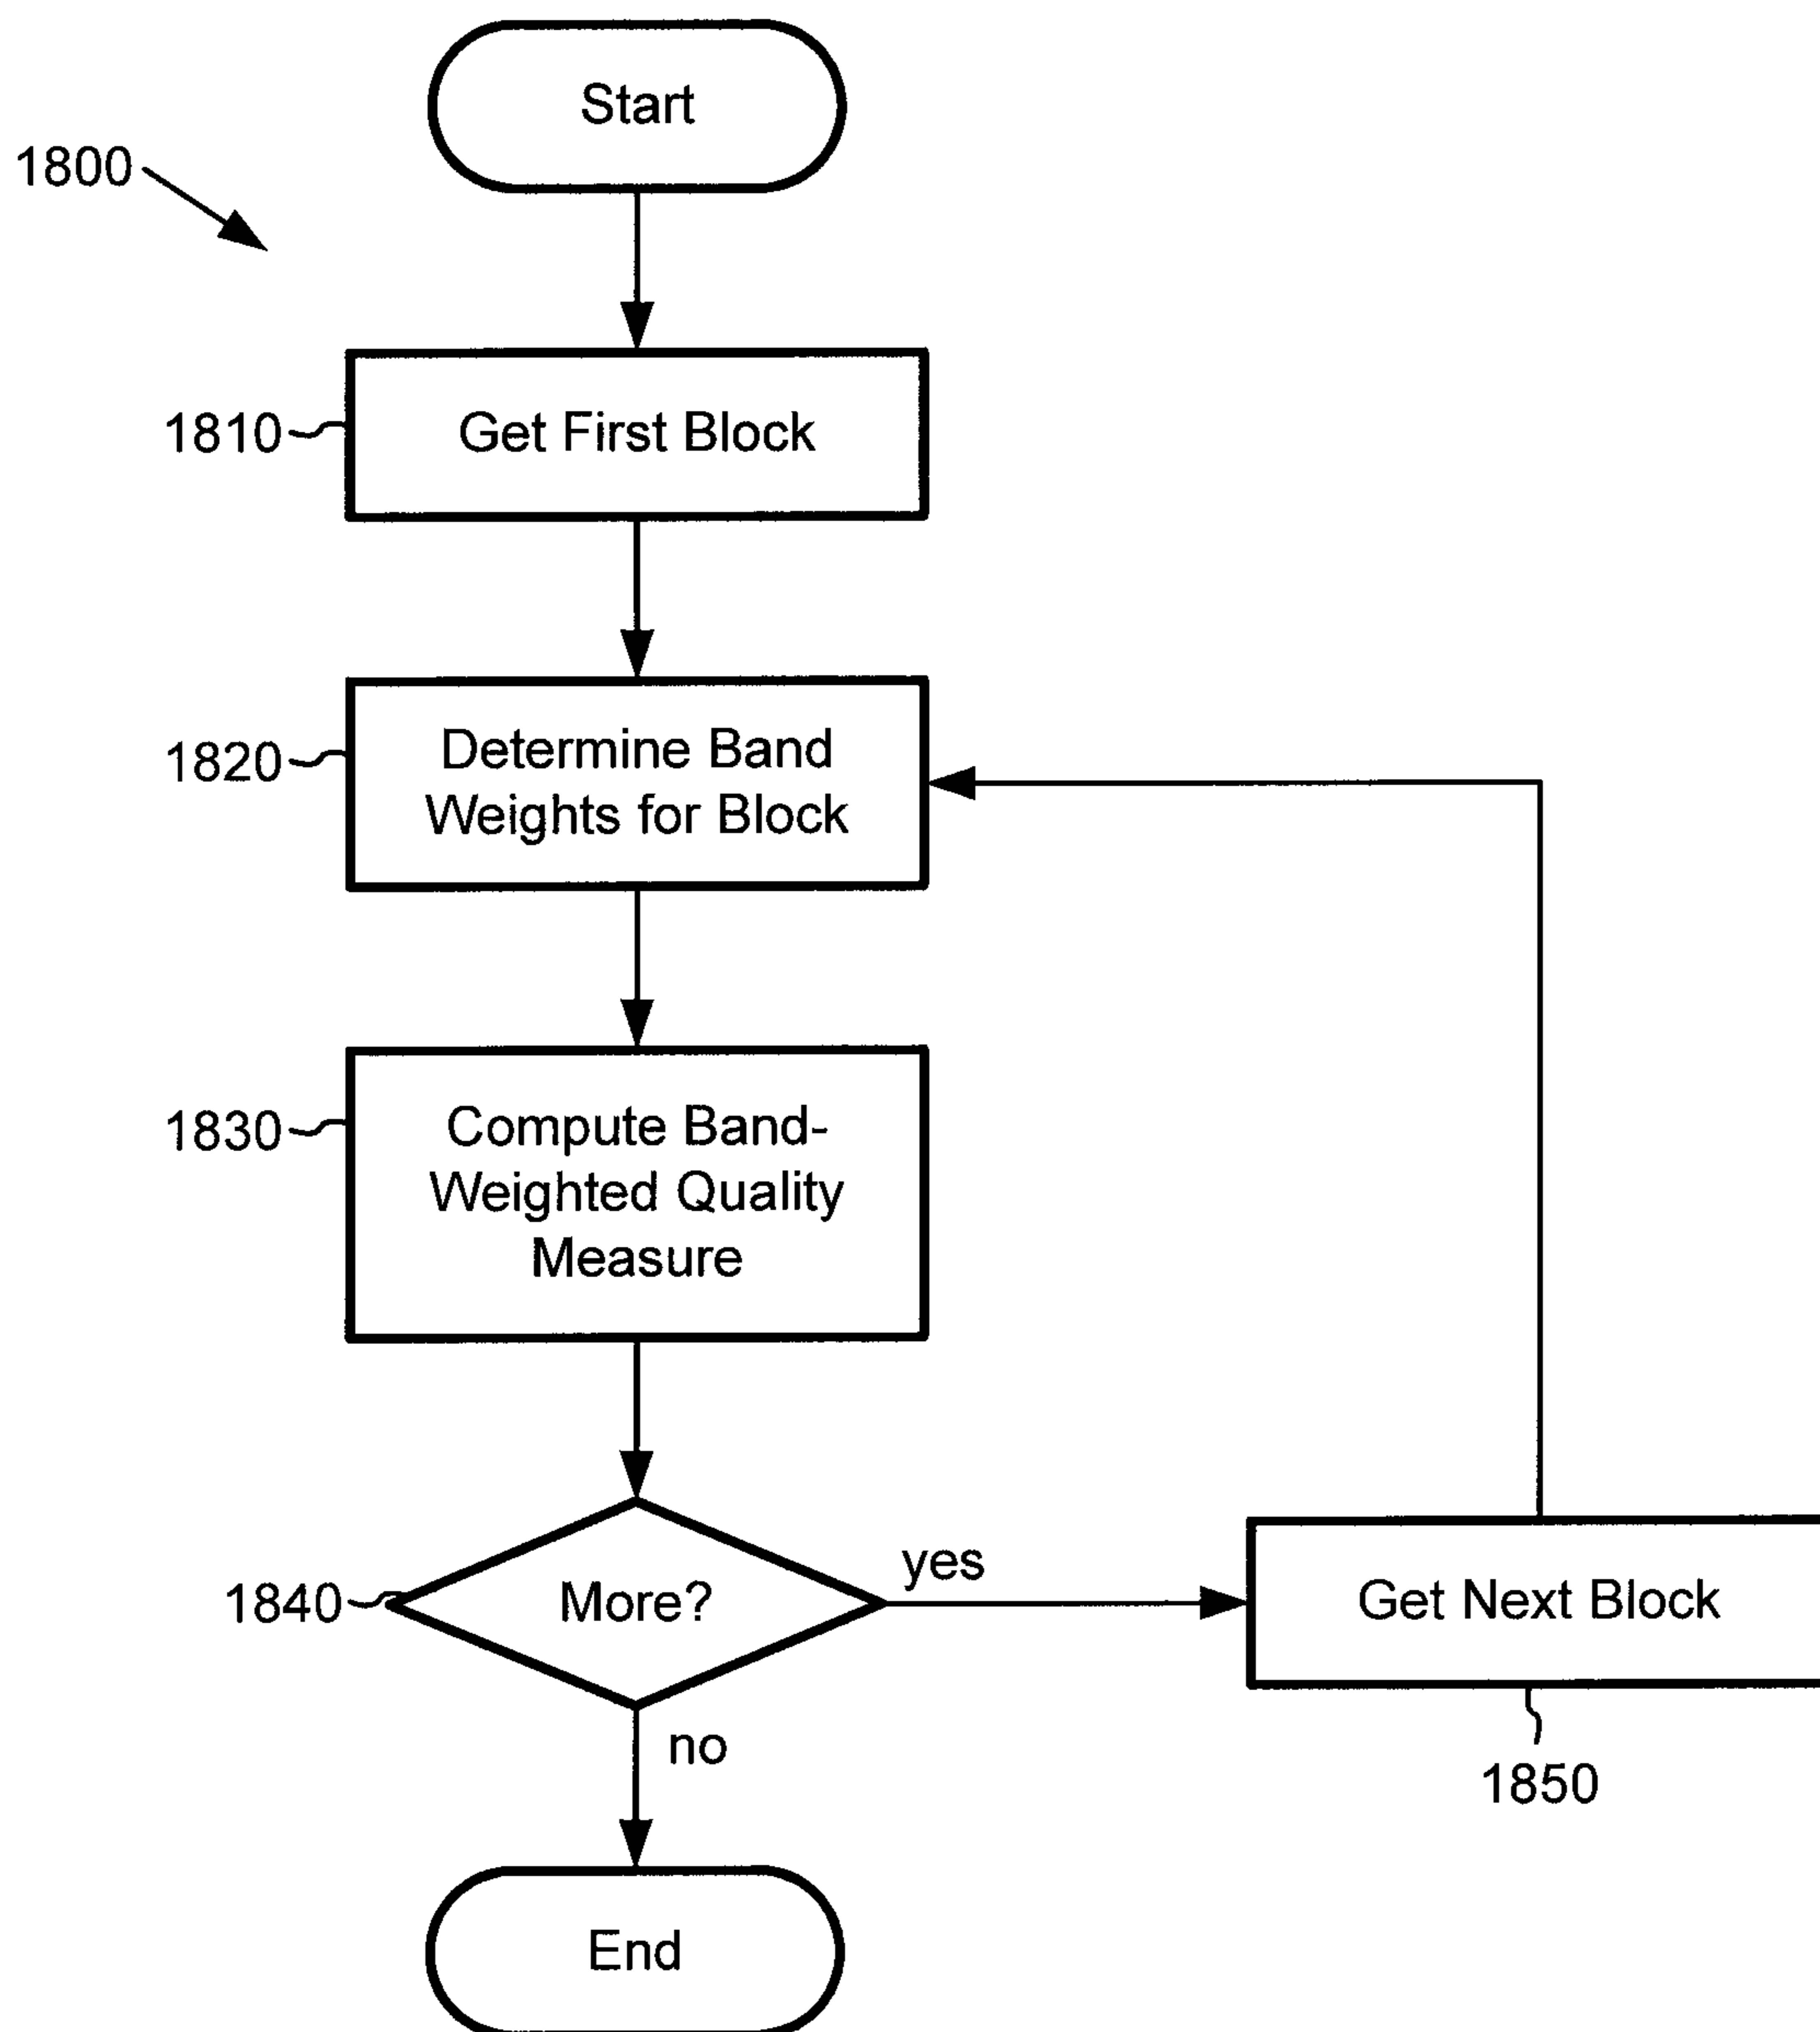 Start
1800
1810
Get First Block
1820
Determine Band
Weights for Block
1830
Compute Band-
Weighted Quality
Measure
1840
More?
yes
Get Next Block
1850
no
End